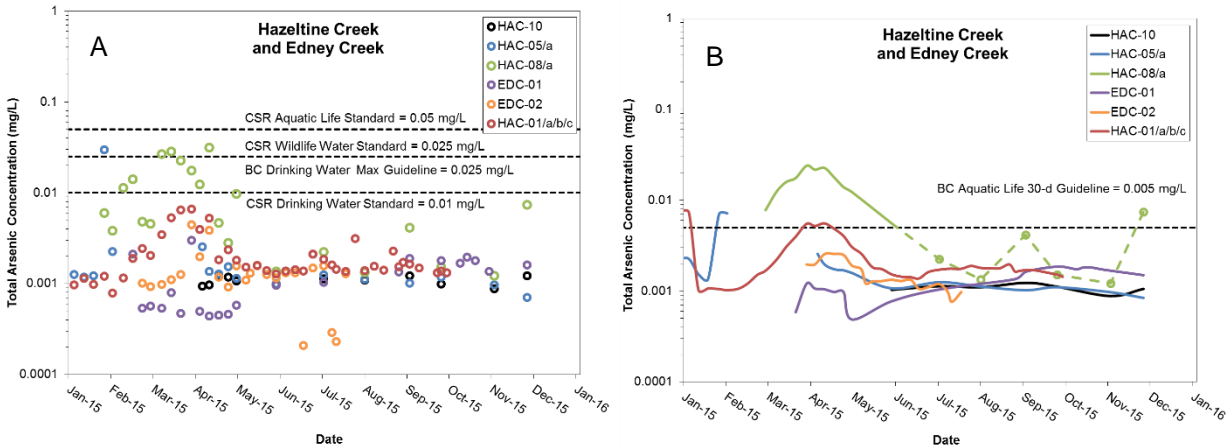 A
Hazeltine Creek
and Edney Creek
HAC-10
HAC-05/a
HAC-08/a
EDC-01
EDC-02
HAC-01/a/b/c
CSR Aquatic Life Standard = 0.05 mg/L
CSR Wildlife Water Standard = 0.025 mg/L
BC Drinking Water Max Guideline = 0.025 mg/L
CSR Drinking Water Standard = 0.01 mg/L
Total Arsenic Concentration (mg/L)
1
0.1
0.01
0.001
0.0001
Jan-15
Feb-15
Mar-15
Apr-15
May-15
Jun-15
Jul-15
Aug-15
Sep-15
Oct-15
Nov-15
Dec-15
Jan-16
Date
B
Hazeltine Creek
and Edney Creek
HAC-10
HAC-05/a
HAC-08/a
EDC-01
EDC-02
HAC-01/a/b/c
BC Aquatic Life 30-d Guideline = 0.005 mg/L
Total Arsenic Concentration (mg/L)
1
0.1
0.01
0.001
0.0001
Jan-15
Feb-15
Mar-15
Apr-15
May-15
Jun-15
Jul-15
Aug-15
Sep-15
Oct-15
Nov-15
Dec-15
Jan-16
Date